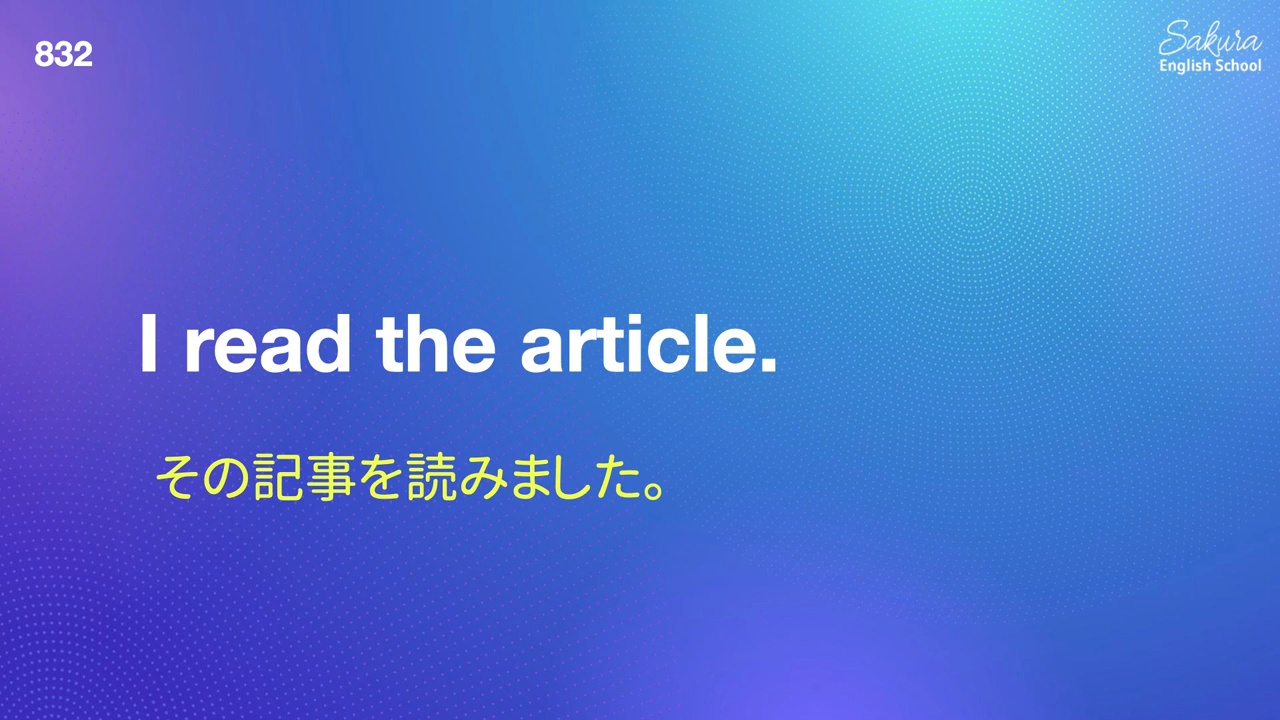 832
Sakura
English School
I read the article.
その記事を読みました。